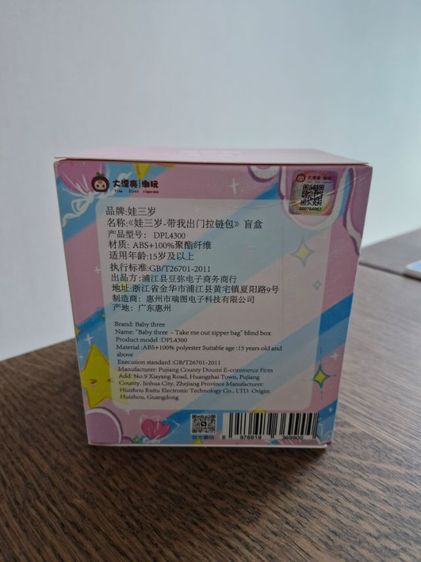 大漂亮 潮玩
品牌:娃三岁
名称:《娃三岁-带我出门拉链包》盲盒
产品型号: DPL4300
材质: ABS+100%聚酯纤维
适用年龄:15岁及以上
执行标准:GB/T26701-2011
出品方:浦江县豆弥电子商务商行
地址:浙江省金华市浦江县黄宅镇夏阳路9号
制造商: 惠州市瑞图电子科技有限公司
产地: 广东惠州
Brand: Baby three
Name: "Baby three - Take me out zipper bag" blind box
Product model :DPL4300
Material :ABS+100% polyester Suitable age :15 years old and
above
Execution standard :GB/T26701-2011
Manufacturer: Pujiang County Doumi E-commerce Firm
Add: No.9 Xiayang Road, Huangzhai Town, Pujiang
County, Jinhua City, Zhejiang Province Manufacturer:
Huizhou Ruitu Electronic Technology Co., LTD. Origin:
Huizhou, Guangdong